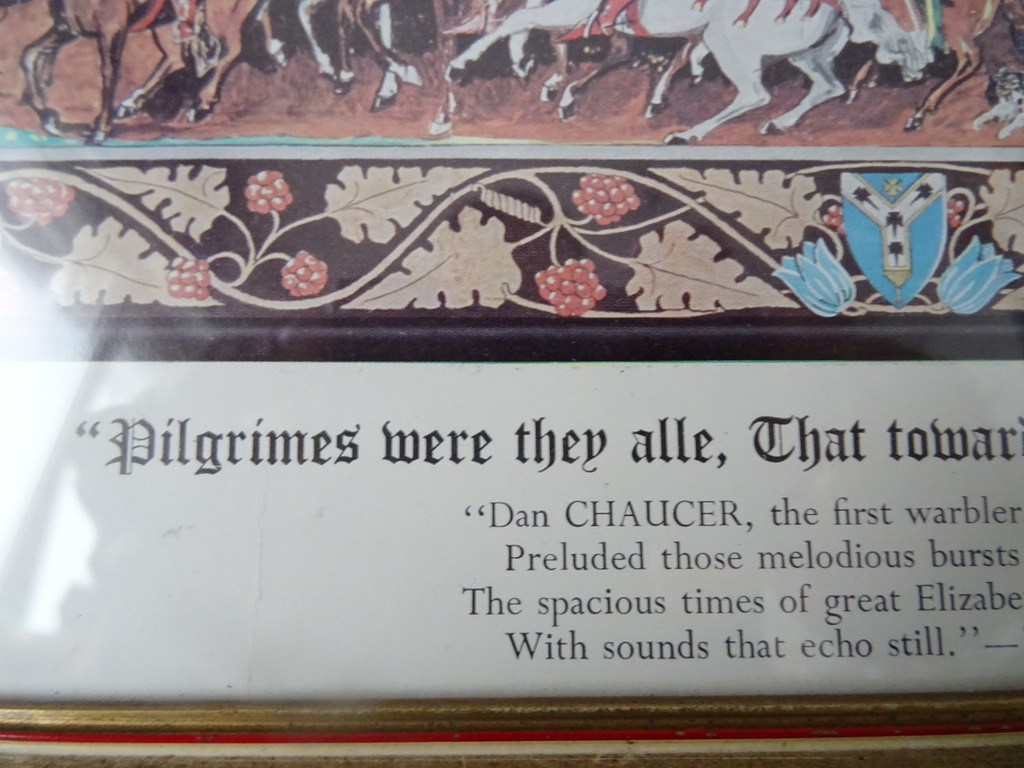 “Pilgrimes were they alle, That towar
“Dan CHAUCER, the first warbler
Preluded those melodious bursts
The spacious times of great Elizabe
With sounds that echo still.”—